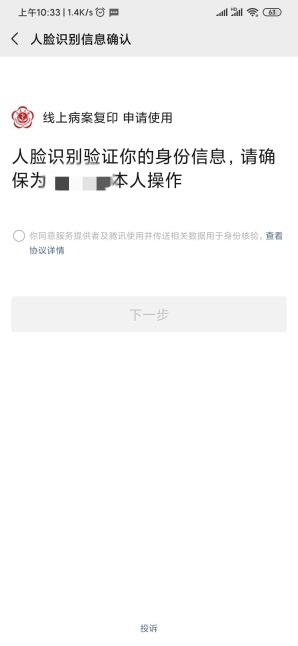 上午10:33 | 1.4K/s
63
人脸识别信息确认
线上病案复印 申请使用
人脸识别验证你的身份信息，请确
保为 本人操作
你同意服务提供者及腾讯使用并传送相关数据用于身份核验，查看
协议详情
下一步
投诉